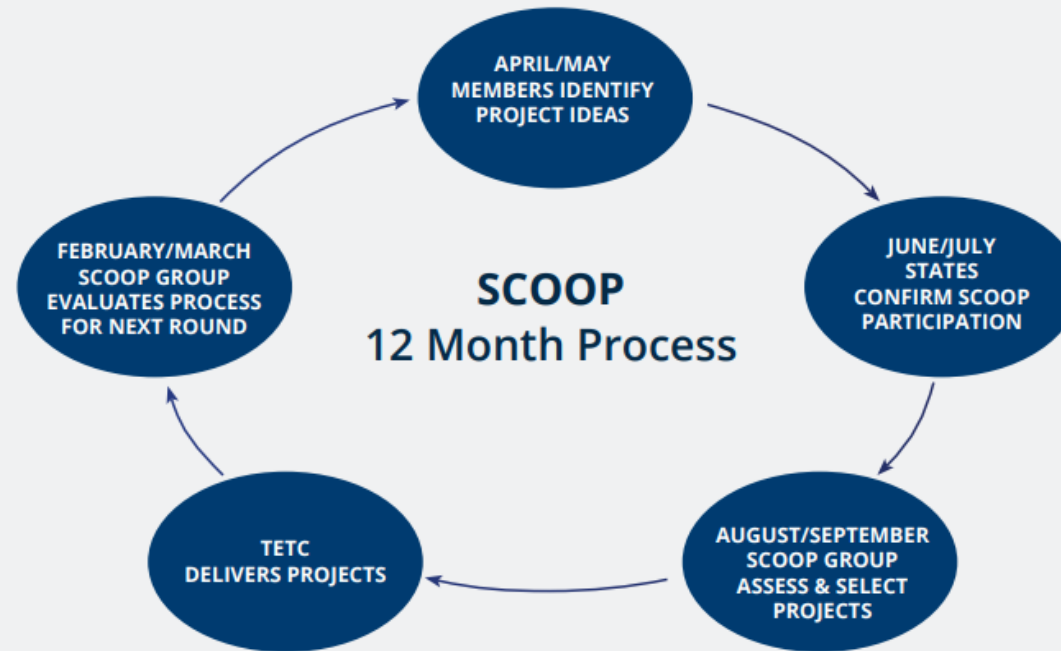 APRIL/MAY
MEMBERS IDENTIFY
PROJECT IDEAS
JUNE/JULY
STATES
CONFIRM SCOOP
PARTICIPATION
AUGUST/SEPTEMBER
SCOOP GROUP
ASSESS & SELECT
PROJECTS
TETC
DELIVERS PROJECTS
FEBRUARY/MARCH
SCOOP GROUP
EVALUATES PROCESS
FOR NEXT ROUND
SCOOP
12 Month Process